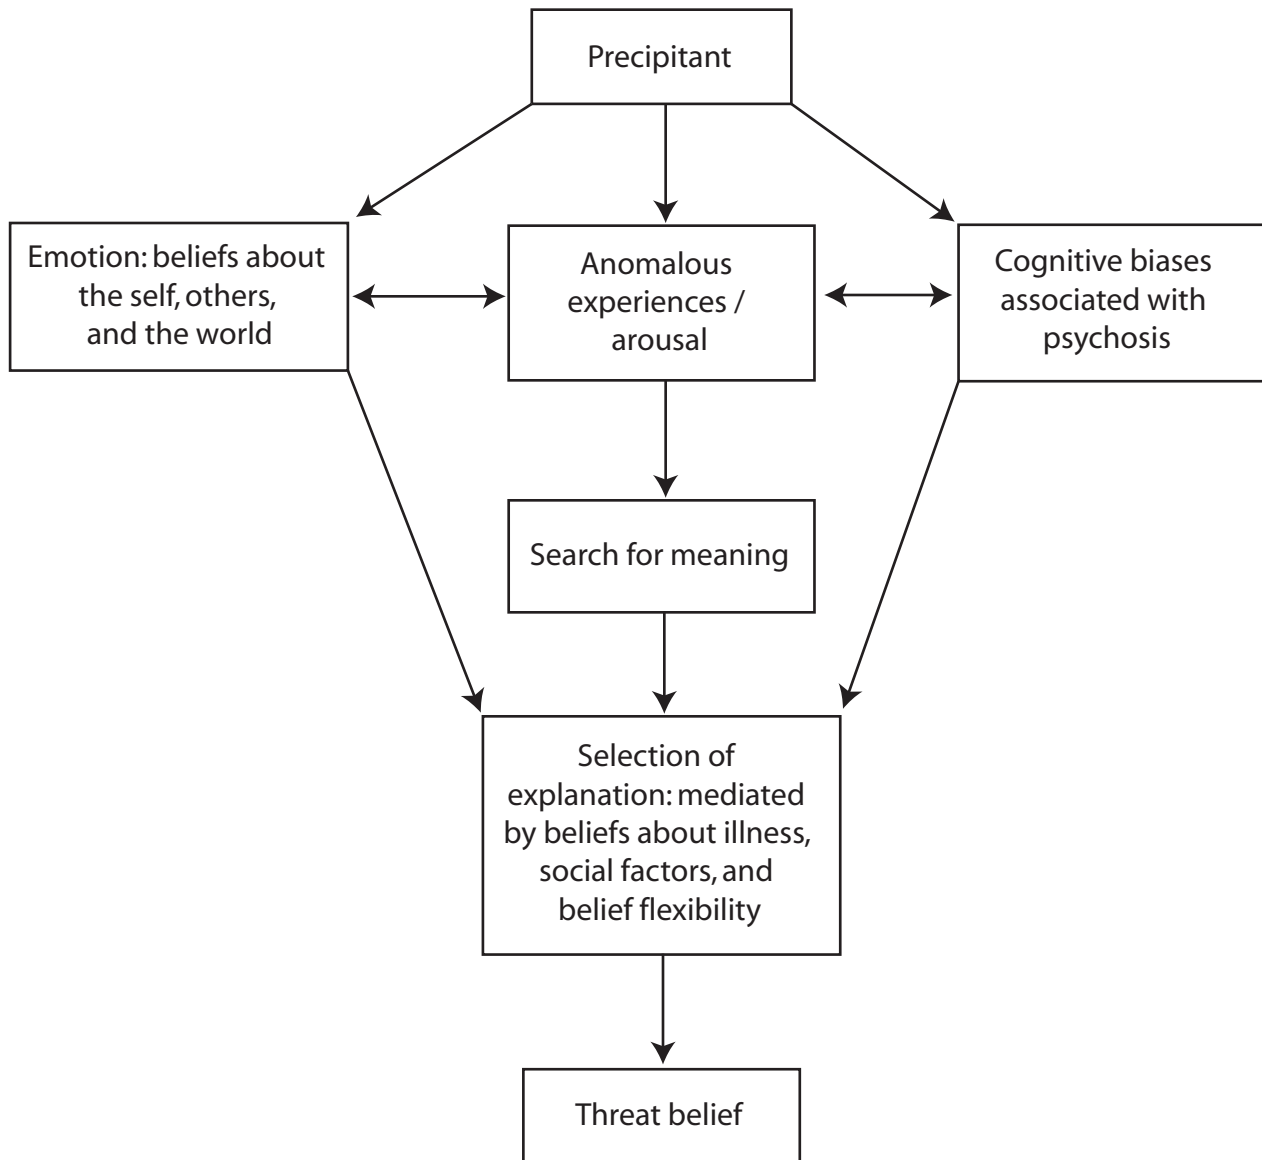 Precipitant
Emotion: beliefs about
the self, others,
and the world
Anomalous
experiences /
arousal
Cognitive biases
associated with
psychosis
Search for meaning
Selection of
explanation: mediated
by beliefs about illness,
social factors, and
belief flexibility
Threat belief